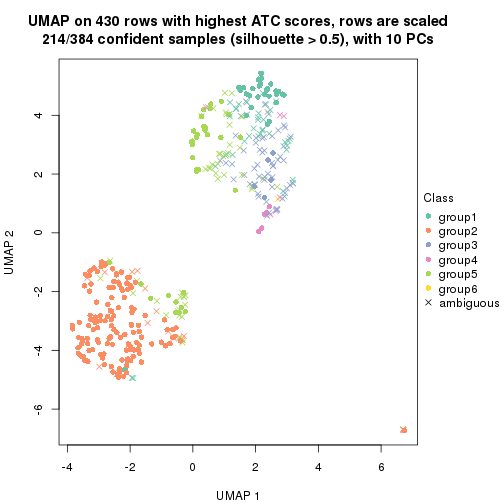 UMAP on 430 rows with highest ATC scores, rows are scaled
214/384 confident samples (silhouette > 0.5), with 10 PCs
UMAP 2
4
2
0
-2
-4
-6
-4
-2
0
2
4
6
UMAP 1
Class
group1
group2
group3
group4
group5
group6
ambiguous